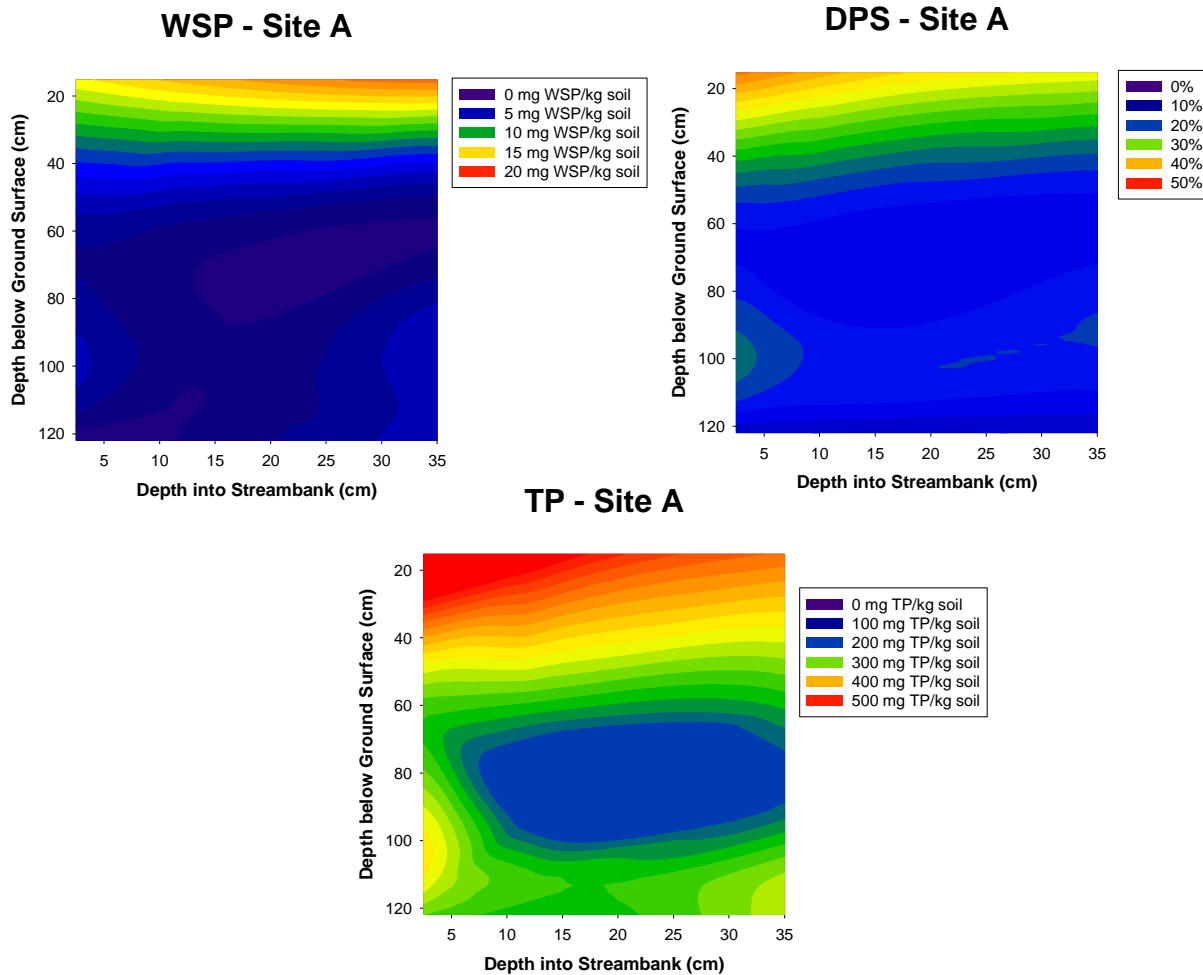 WSP - Site A
20
40
60
80
100
120
Depth below Ground Surface (cm)
5
10
15
20
25
30
35
Depth into Streambank (cm)
0 mg WSP/kg soil
5 mg WSP/kg soil
10 mg WSP/kg soil
15 mg WSP/kg soil
20 mg WSP/kg soil
DPS - Site A
20
40
60
80
100
120
Depth below Ground Surface (cm)
5
10
15
20
25
30
35
Depth into Streambank (cm)
0%
10%
20%
30%
40%
50%
TP - Site A
20
40
60
80
100
120
Depth below Ground Surface (cm)
5
10
15
20
25
30
35
Depth into Streambank (cm)
0 mg TP/kg soil
100 mg TP/kg soil
200 mg TP/kg soil
300 mg TP/kg soil
400 mg TP/kg soil
500 mg TP/kg soil